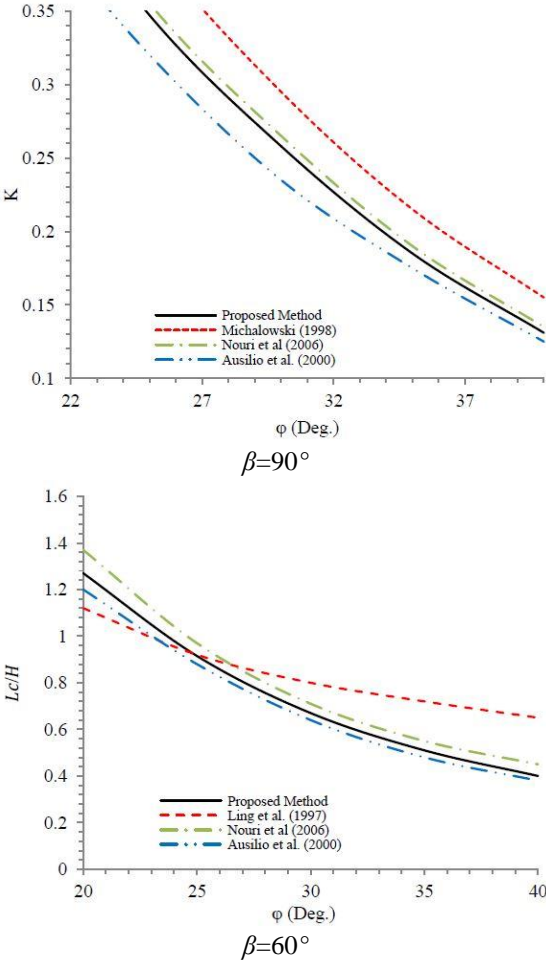 0.35
0.3
0.25
K
0.2
0.15
0.1
Proposed Method
Michalowski (1998)
Nouri et al (2006)
Ausilio et al. (2000)
22 27 32 37
φ (Deg.)
β=90°
1.6
1.4
1.2
1
Lc/H
0.8
0.6
0.4
0.2
0
Proposed Method
Ling et al. (1997)
Nouri et al (2006)
Ausilio et al. (2000)
20 25 30 35 40
φ (Deg.)
β=60°